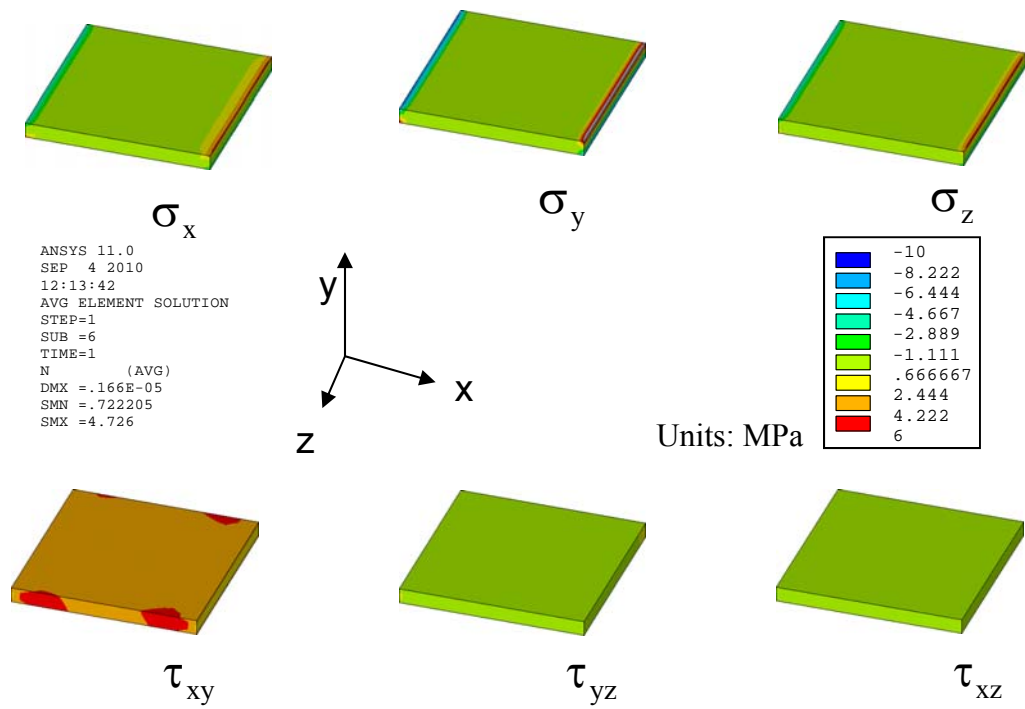 σx
σy
σz
ANSYS 11.0
SEP 4 2010
12:13:42
AVG ELEMENT SOLUTION
STEP=1
SUB =6
TIME=1
N (AVG)
DMX =.166E-05
SMN =.722205
SMX =4.726
y
x
z
Units: MPa
-10
-8.222
-6.444
-4.667
-2.889
-1.111
.666667
2.444
4.222
6
τxy
τyz
τxz